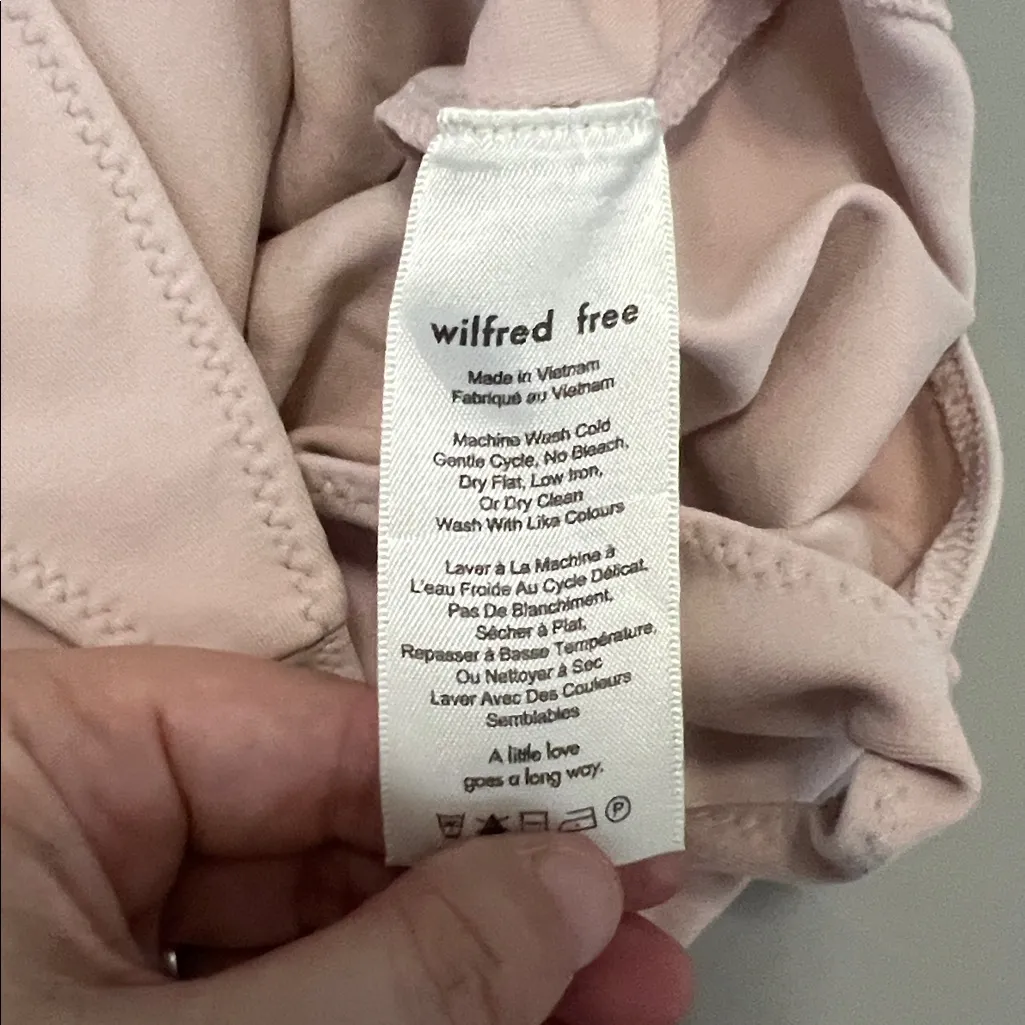 wilfred free
Made in Vietnam
Fabriqué au Vietnam
Machine Wash Cold
Gentle Cycle, No Bleach,
Dry Flat, Low Iron,
Or Dry Clean
Wash With Like Colours
Laver à La Machine à
L'eau Froide Au Cycle Délicat,
Pas De Blanchiment,
Sécher à Plat,
Repasser à Basse Température,
Ou Nettoyer à Sec
Laver Avec Des Couleurs
Semblables
A little love
goes a long way.
P